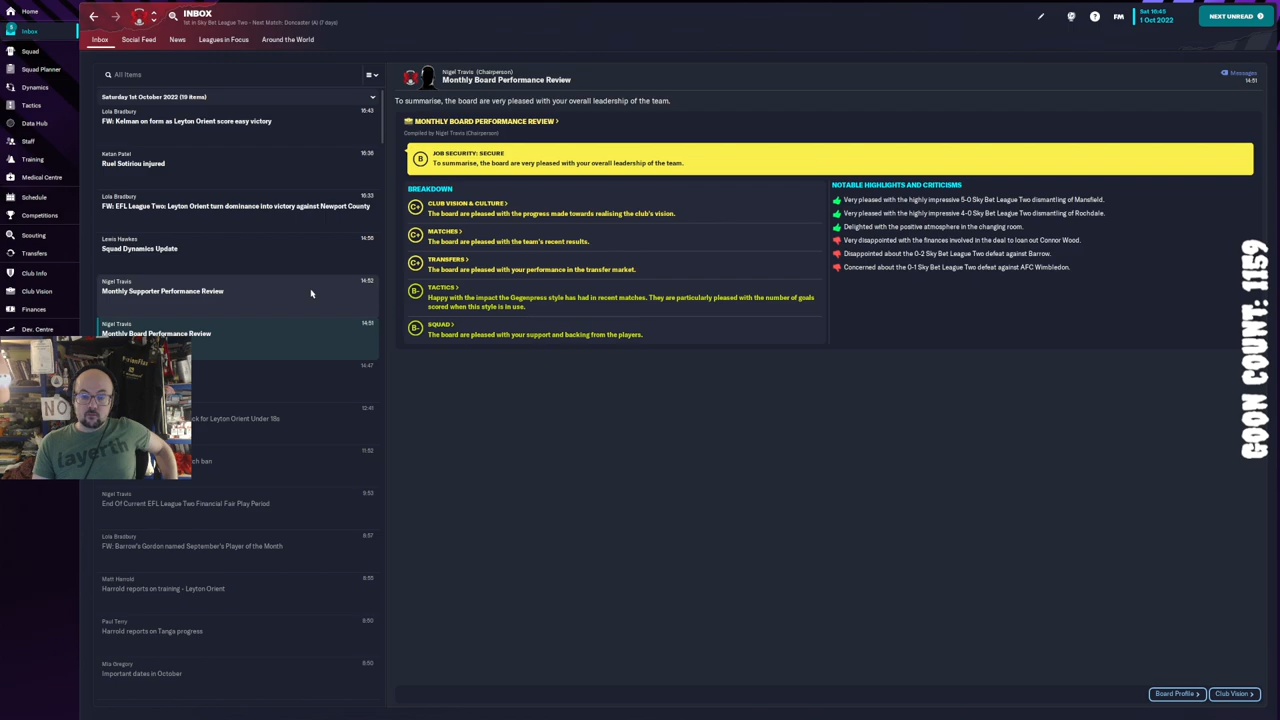 Home
Inbox
Squad
Squad Planner
Dynamics
Tactics
Data Hub
Staff
Training
Medical Centre
Schedule
Competitions
Scouting
Transfers
Club Info
Club Vision
Finances
Dev. Centre
INBOX
1st in Sky Bet League Two - Next Match: Doncaster (A) (7 days)
FM
Sat 16:45
1 Oct 2022
NEXT UNREAD
Inbox
Social Feed
News
Leagues in Focus
Around the World
All Items
Saturday 1st October 2022 (19 items)
Lola Bradbury
16:43
FW: Kelman on form as Leyton Orient score easy victory
Ketan Patel
16:36
Ruel Sotiriou injured
Lola Bradbury
16:33
FW: EFL League Two: Leyton Orient turn dominance into victory against Newport County
Lewis Hawkes
14:56
Squad Dynamics Update
Nigel Travis
14:52
Monthly Supporter Performance Review
Nigel Travis
14:51
Monthly Board Performance Review
14:47
12:41
ck for Leyton Orient Under 18s
11:52
ch ban
Nigel Travis
9:53
End Of Current EFL League Two Financial Fair Play Period
Lola Bradbury
8:57
FW: Barrow's Gordon named September's Player of the Month
Matt Harrold
8:55
Harrold reports on training - Leyton Orient
Paul Terry
8:50
Harrold reports on Tanga progress
Mia Gregory
8:50
Important dates in October
NO
layerth
Nigel Travis (Chairperson)
Monthly Board Performance Review
Messages
14:51
To summarise, the board are very pleased with your overall leadership of the team.
MONTHLY BOARD PERFORMANCE REVIEW
Compiled by Nigel Travis (Chairperson)
B
JOB SECURITY: SECURE
To summarise, the board are very pleased with your overall leadership of the team.
BREAKDOWN
C+
CLUB VISION & CULTURE
The board are pleased with the progress made towards realising the club's vision.
C+
MATCHES
The board are pleased with the team's recent results.
C+
TRANSFERS
The board are pleased with your performance in the transfer market.
B-
TACTICS
Happy with the impact the Gegenpress style has had in recent matches. They are particularly pleased with the number of goals
scored when this style is in use.
B-
SQUAD
The board are pleased with your support and backing from the players.
NOTABLE HIGHLIGHTS AND CRITICISMS
Very pleased with the highly impressive 5-0 Sky Bet League Two dismantling of Mansfield.
Very pleased with the highly impressive 4-0 Sky Bet League Two dismantling of Rochdale.
Delighted with the positive atmosphere in the changing room.
Very disappointed with the finances involved in the deal to loan out Connor Wood.
Disappointed about the 0-2 Sky Bet League Two defeat against Barrow.
Concerned about the 0-1 Sky Bet League Two defeat against AFC Wimbledon.
GOON COUNT: 1159
Board Profile
Club Vision